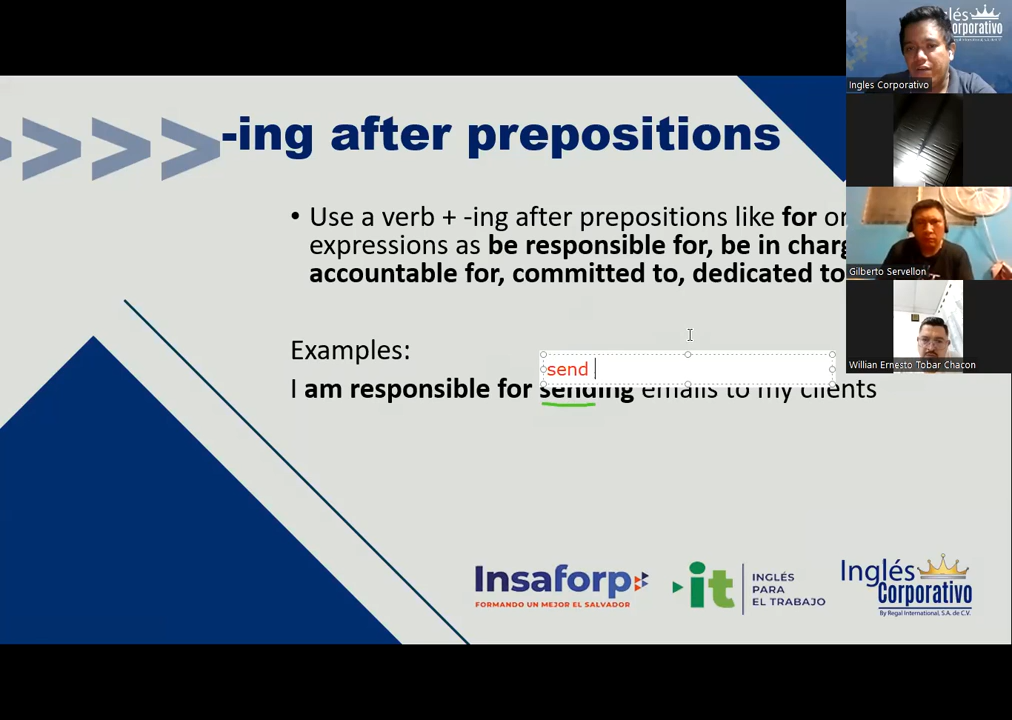 -ing after prepositions
• Use a verb + -ing after prepositions like for or
expressions as be responsible for, be in charg
accountable for, committed to, dedicated to
Examples:
send
I am responsible for sending emails to my clients
Insaforp
FORMANDO UN MEJOR EL SALVADOR
it
INGLÉS
PARA
EL TRABAJO
Inglés
Corporativo
By Regal International, S.A. de C.V.
Ingles Corporativo
Gilberto Servellon
Willian Ernesto Tobar Chacon